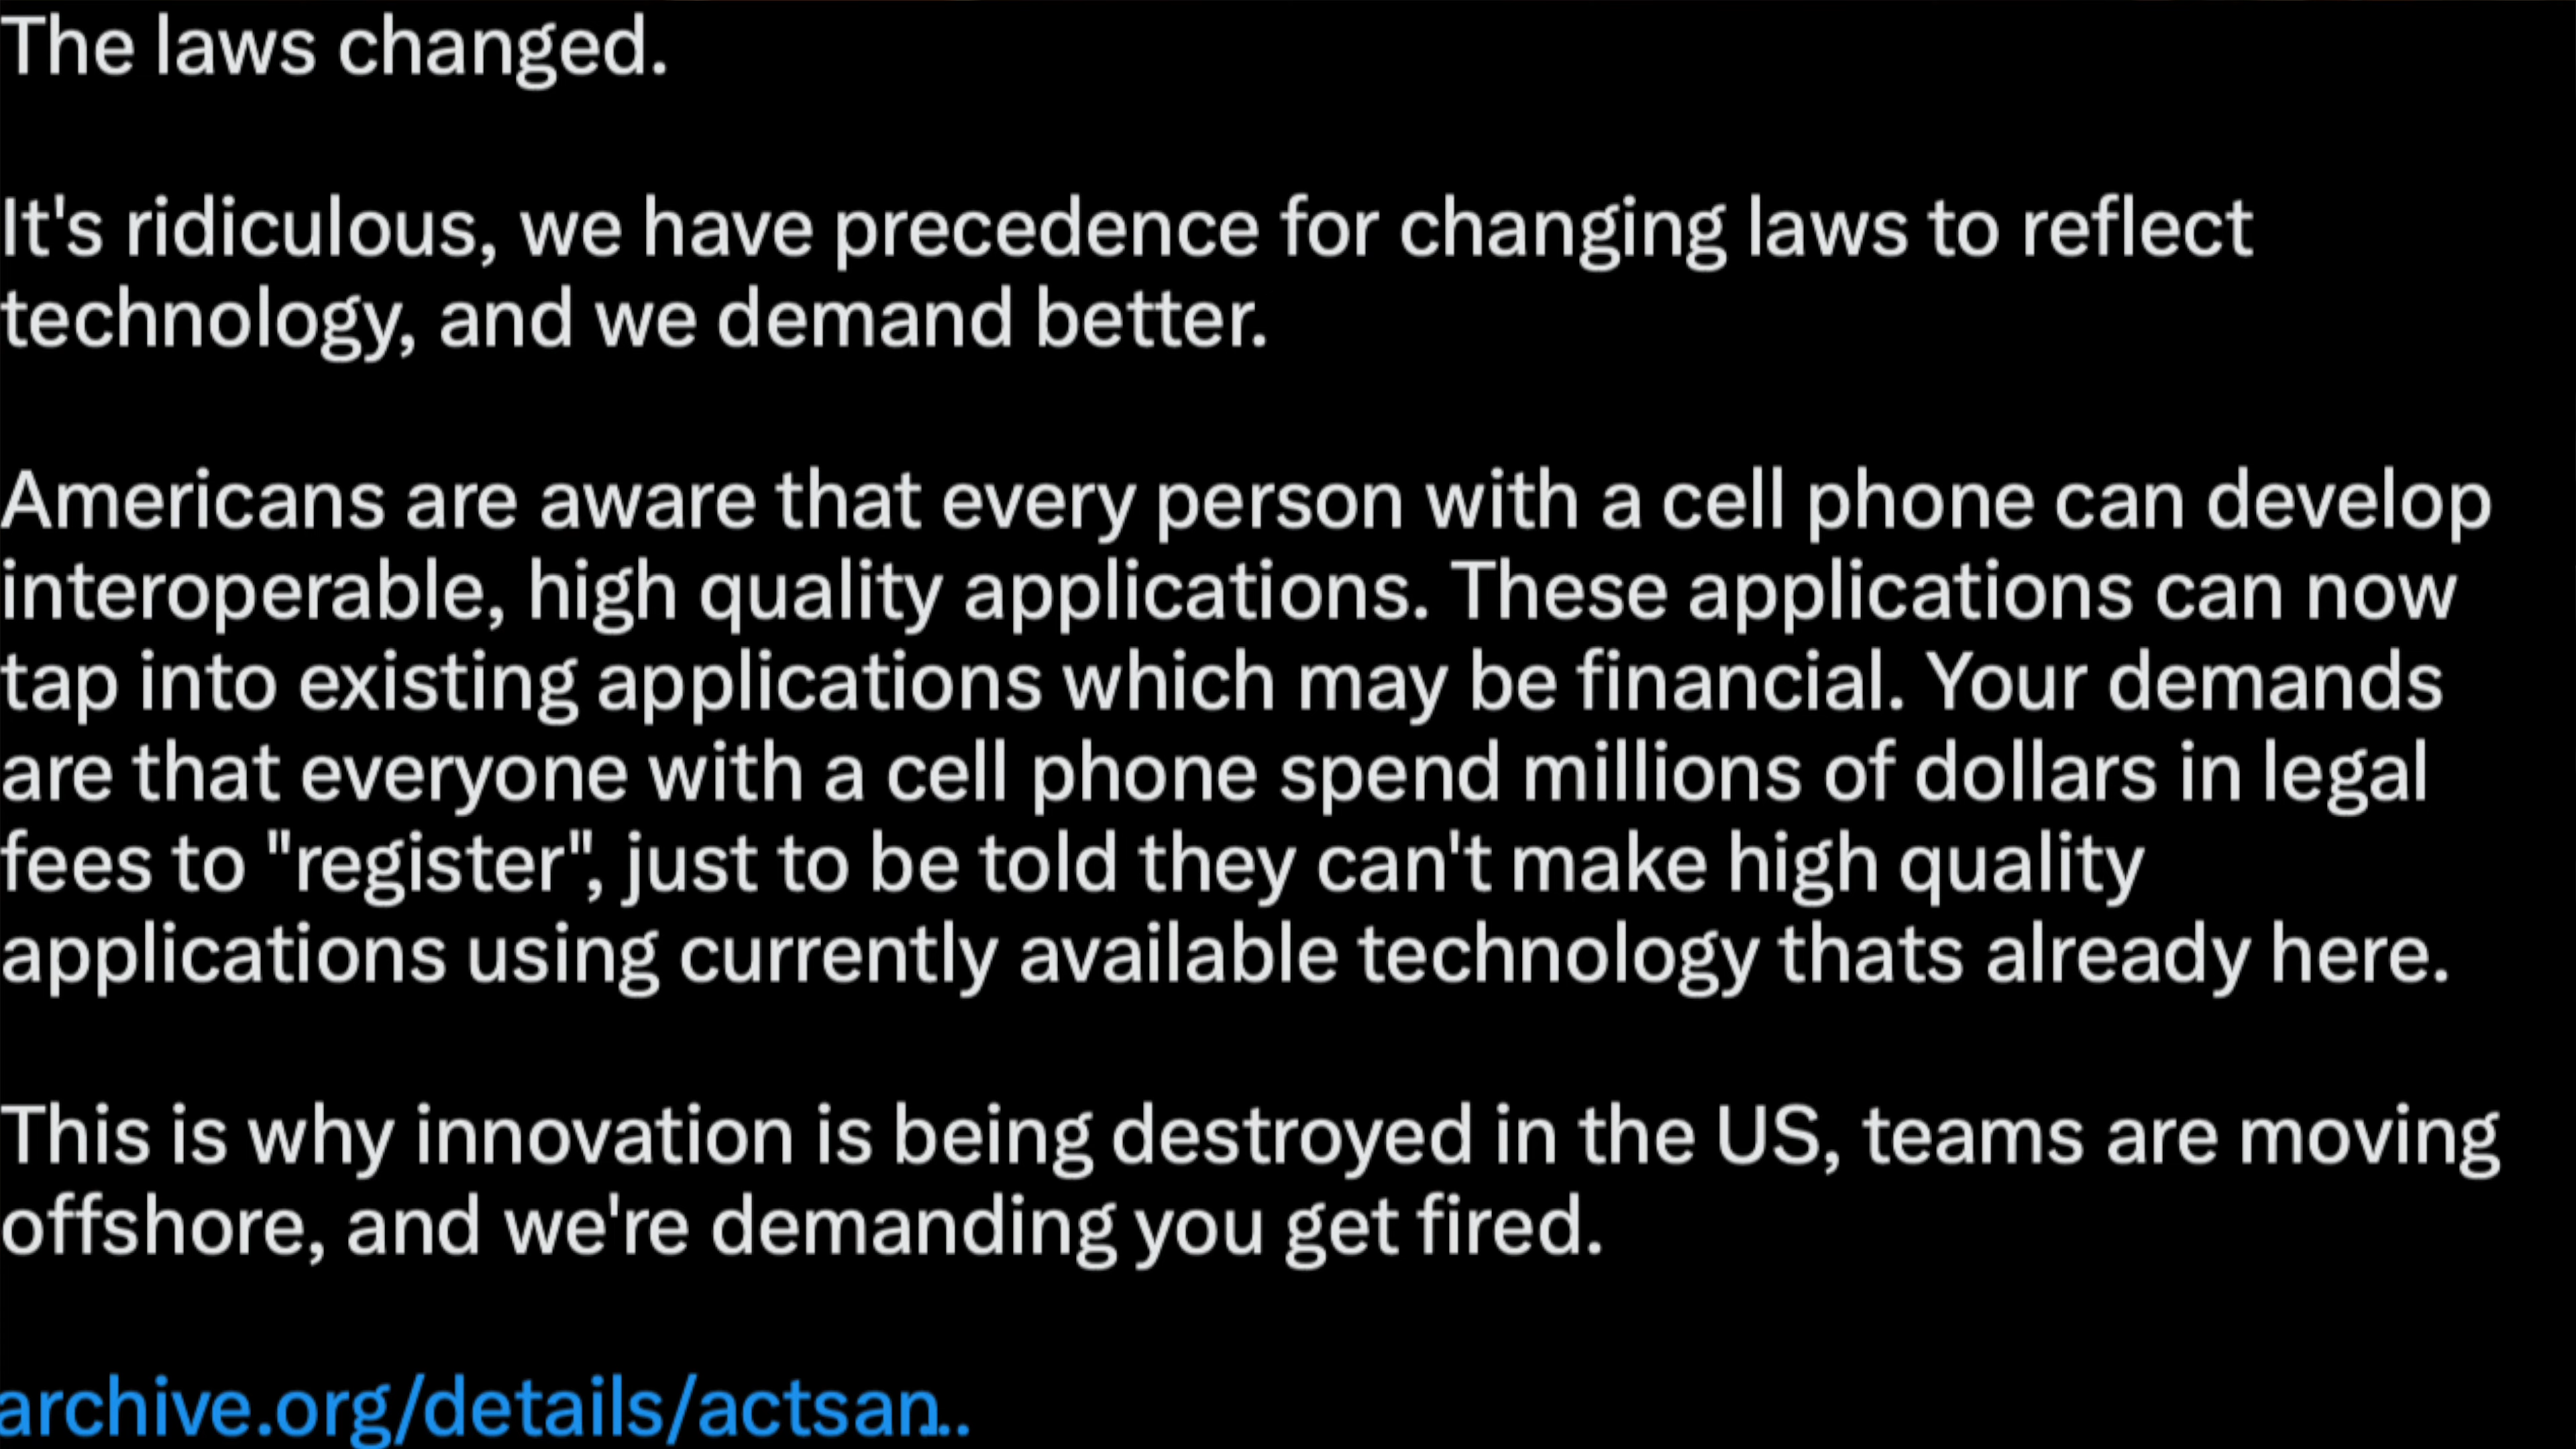 The laws changed.
It's ridiculous, we have precedence for changing laws to reflect
technology, and we demand better.
Americans are aware that every person with a cell phone can develop
interoperable, high quality applications. These applications can now
tap into existing applications which may be financial. Your demands
are that everyone with a cell phone spend millions of dollars in legal
fees to "register", just to be told they can't make high quality
applications using currently available technology thats already here.
This is why innovation is being destroyed in the US, teams are moving
offshore, and we're demanding you get fired.
archive.org/details/actsan...